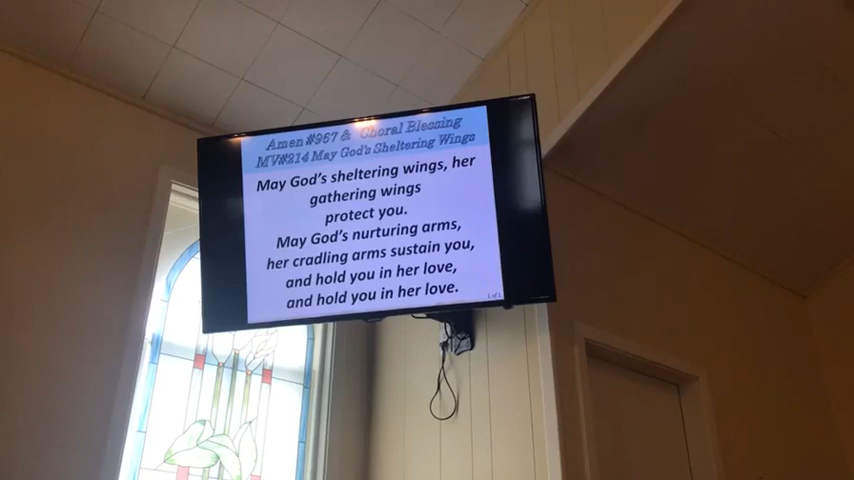 Amen #967 & Choral Blessing
MV#214 May God's Sheltering Wings
May God's sheltering wings, her
gathering wings
protect you.
May God's nurturing arms,
her cradling arms sustain you,
and hold you in her love,
and hold you in her love.
1 of 1